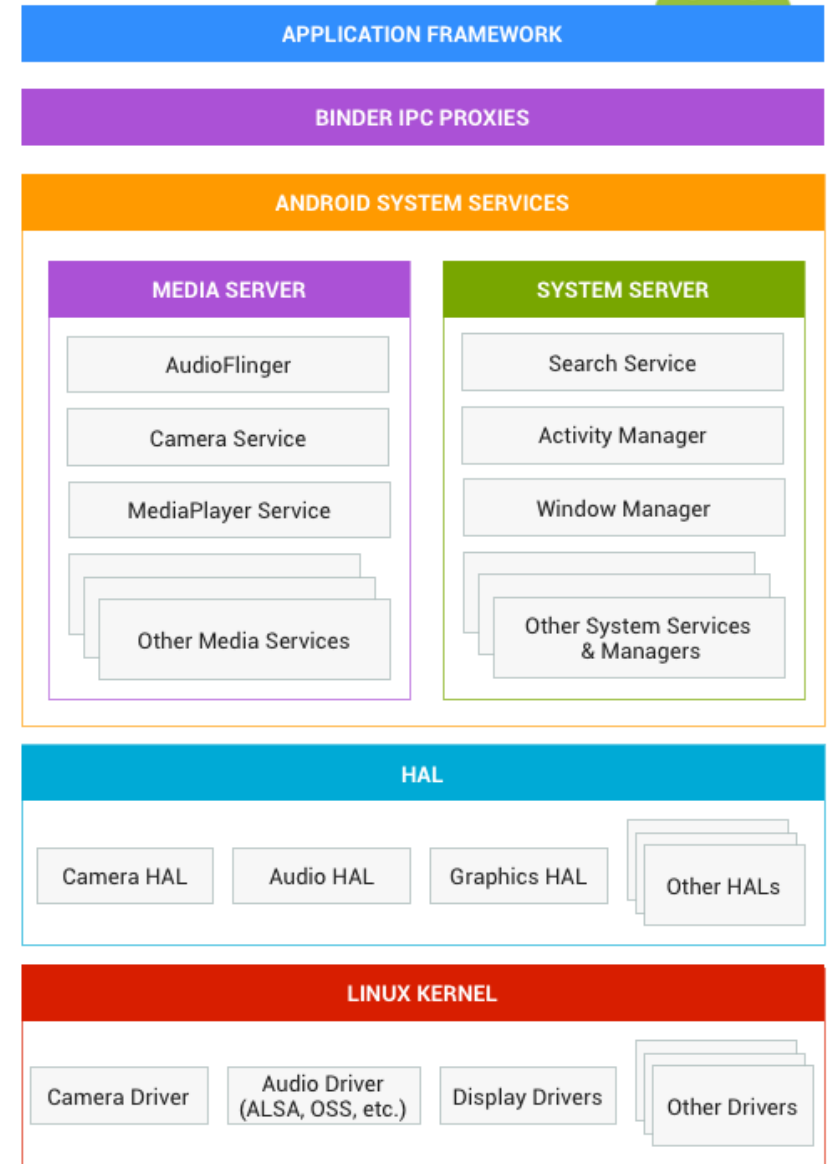 APPLICATION FRAMEWORK
BINDER IPC PROXIES
ANDROID SYSTEM SERVICES
MEDIA SERVER
AudioFlinger
Camera Service
MediaPlayer Service
Other Media Services
SYSTEM SERVER
Search Service
Activity Manager
Window Manager
Other System Services
& Managers
HAL
Camera HAL
Audio HAL
Graphics HAL
Other HALs
LINUX KERNEL
Camera Driver
Audio Driver
(ALSA, OSS, etc.)
Display Drivers
Other Drivers